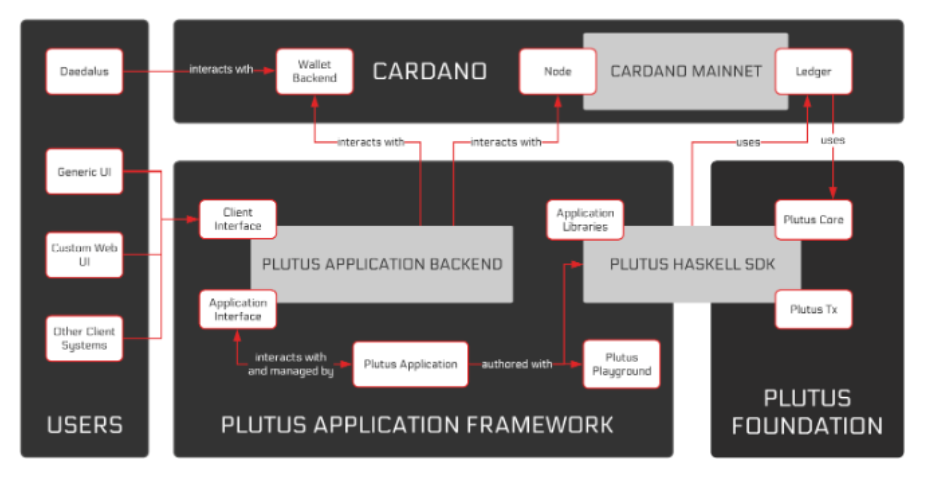 Daedalus
interacts wth
Wallet
Backend
CARDANO
Node
CARDANO MAINNET
Ledger
interacts with
interacts with
uses
uses
Generic UI
Custom Web
UI
Other Client
Systems
USERS
Client
Interface
PLUTUS APPLICATION BACKEND
Application
Interface
interacts with
and managed by
Plutus Application
authored with
Application
Libraries
PLUTUS HASKELL SDK
Plutus
Playground
PLUTUS APPLICATION FRAMEWORK
Plutus Core
Plutus Tx
PLUTUS
FOUNDATION